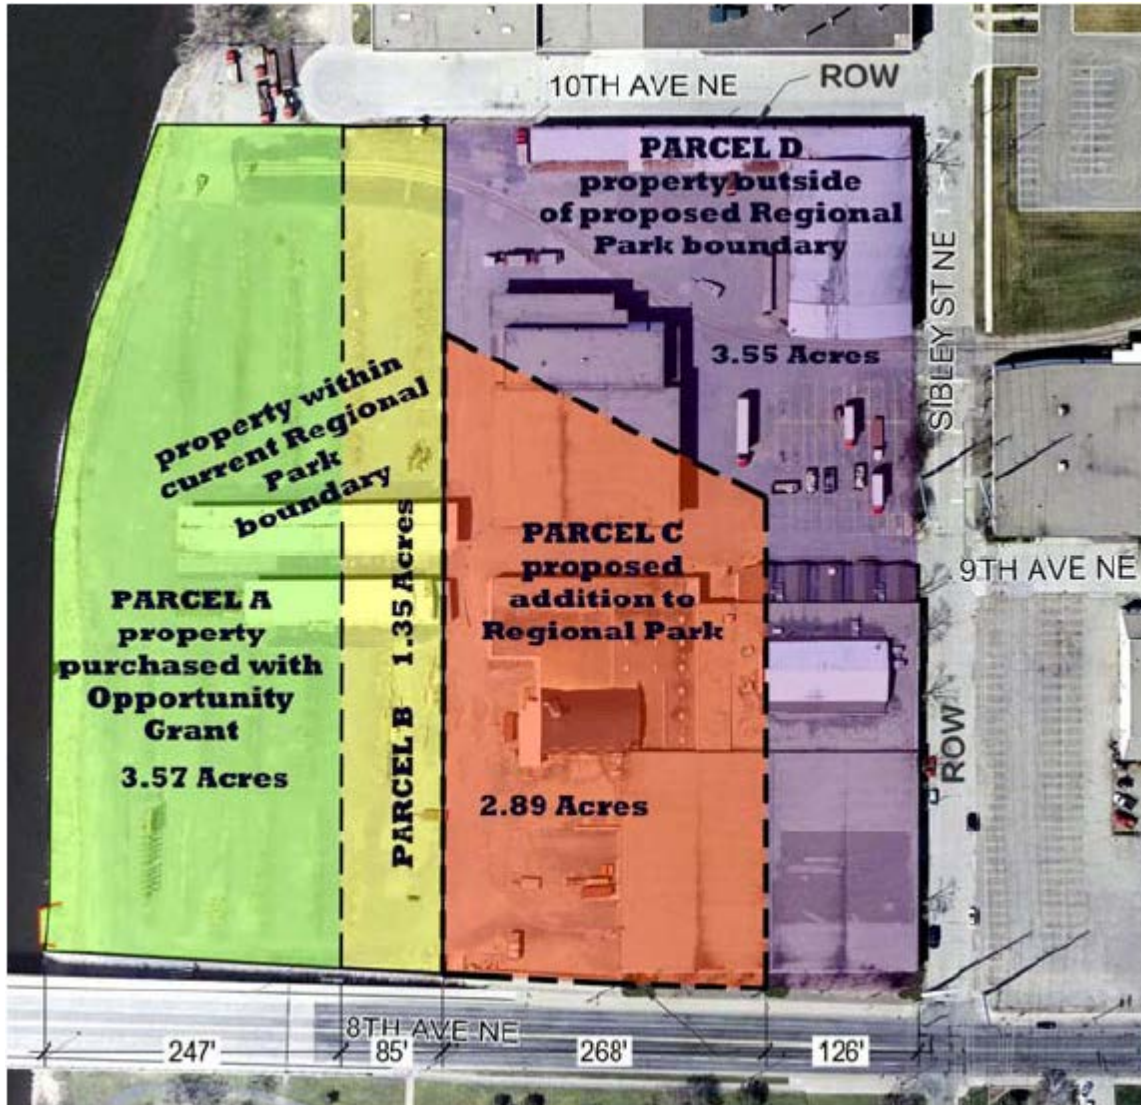 10TH AVE NE
ROW
PARCEL D
property outside
of proposed Regional
Park boundary
3.55 Acres
SIBLEY ST NE
property within
current Regional
Park
boundary
PARCEL C
proposed
addition to
Regional Park
2.89 Acres
9TH AVE NE
PARCEL A
property
purchased with
Opportunity
Grant
3.57 Acres
PARCEL B 1.35 Acres
ROW
8TH AVE NE
247'
85'
268'
126'